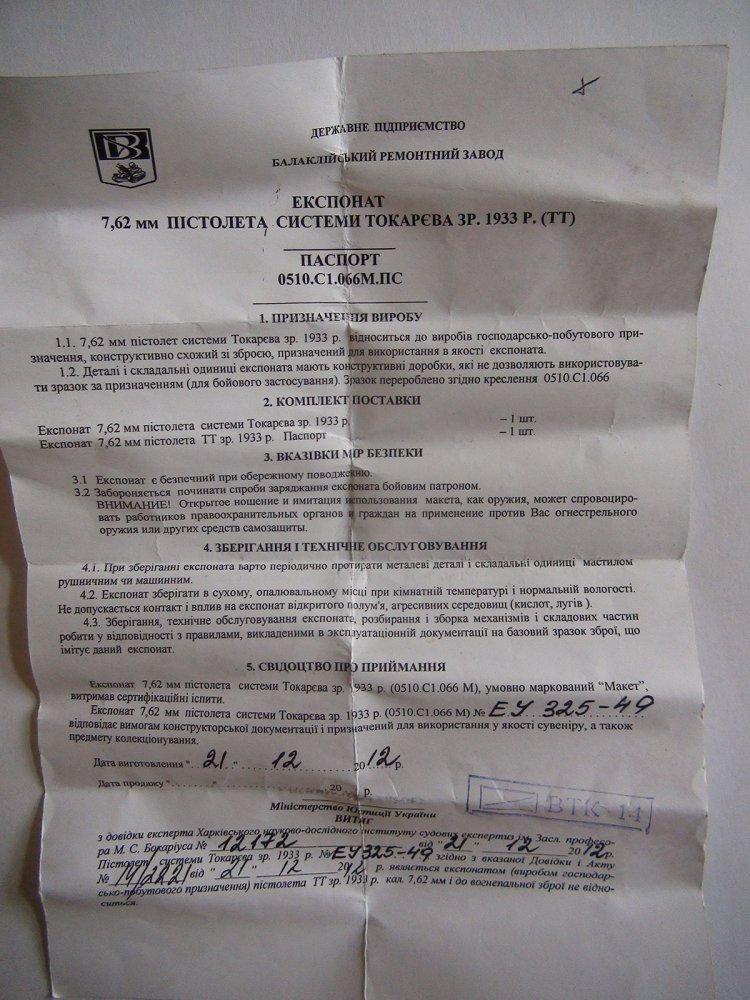 ДЕРЖАВНЕ ПІДПРИЄМСТВО
БАЛАКЛІЙСЬКИЙ РЕМОНТНИЙ ЗАВОД
ЕКСПОНАТ
7,62 мм ПІСТОЛЕТА СИСТЕМИ ТОКАРЄВА ЗР. 1933 Р. (ТТ)
ПАСПОРТ
0510.С1.066М.ПС
1. ПРИЗНАЧЕННЯ ВИРОБУ
1.1. 7,62 мм пістолет системи Токарєва зр. 1933 р. відноситься до виробів господарсько-побутового при-
значення, конструктивно схожий зі зброєю, призначений для використання в якості експоната.
1.2. Деталі і складальні одиниці експоната мають конструктивні доробки, які не дозволяють використовува-
ти зразок за призначенням (для бойового застосування). Зразок перероблено згідно креслення 0510.С1.066
2. КОМПЛЕКТ ПОСТАВКИ
Експонат 7,62 мм пістолета системи Токарєва зр. 1933 р. – 1 шт.
Експонат 7,62 мм пістолета ТТ зр. 1933 р. Паспорт – 1 шт.
3. ВКАЗІВКИ МІР БЕЗПЕКИ
3.1 Експонат є безпечний при обережному поводженню.
3.2 Забороняється починати спроби заряджання експоната бойовим патроном.
ВНИМАНИЕ! Открытое ношение и имитация использования макета, как оружия, может спровоциро-
вать работников правоохранительных органов и граждан на применение против Вас огнестрельного
оружия или других средств самозащиты.
4. ЗБЕРІГАННЯ І ТЕХНІЧНЕ ОБСЛУГОВУВАННЯ
4.1. При зберіганні експоната варто періодично протирати металеві деталі і складальні одиниці мастилом
рушничним чи машинним.
4.2. Експонат зберігати в сухому, опалювальному місці при кімнатній температурі і нормальній вологості.
Не допускається контакт і вплив на експонат відкритого полум'я, агресивних середовищ (кислот, лугів ).
4.3. Зберігання, технічне обслуговування експоната, розбирання і зборка механізмів і складових частин
робити у відповідності з правилами, викладеними в эксплуатаційній документації на базовий зразок зброї, що
імітує даний експонат.
5. СВІДОЦТВО ПРО ПРИЙМАННЯ
Експонат 7,62 мм пістолета системи Токарєва зр. 1933 р. (0510.С1.066 М), умовно маркований “Макет”,
витримав сертифікаційні іспити.
Експонат 7,62 мм пістолета системи Токарєва зр. 1933 р. (0510.С1.066 М) № ЕУ 325-49
відповідає вимогам конструкторської документації і призначений для використання у якості сувеніру, а також
предмету колекціонування.
Дата виготовлення " 21 " 12 2012 р.
Дата продажу " " 20 р.
ВТК-14
Міністерство Юстиції України
ВИТЯГ
з довідки експерта Харківського науково-дослідного інституту судових експертиз ім. Засл. професо-
ра М. С. Бокаріуса № 12172 від " 21 " 12 2012 р.
Пістолет системи Токарєва зр. 1933 р. № ЕУ325-49 згідно з вказаної Довідки і Акту
№ від " 21 " 12 2012 р. являється експонатом (виробом господар-
сько-побутового призначення) пістолета ТТ зр. 1933 р. кал. 7,62 мм і до вогнепальної зброї не відно-
ситься.